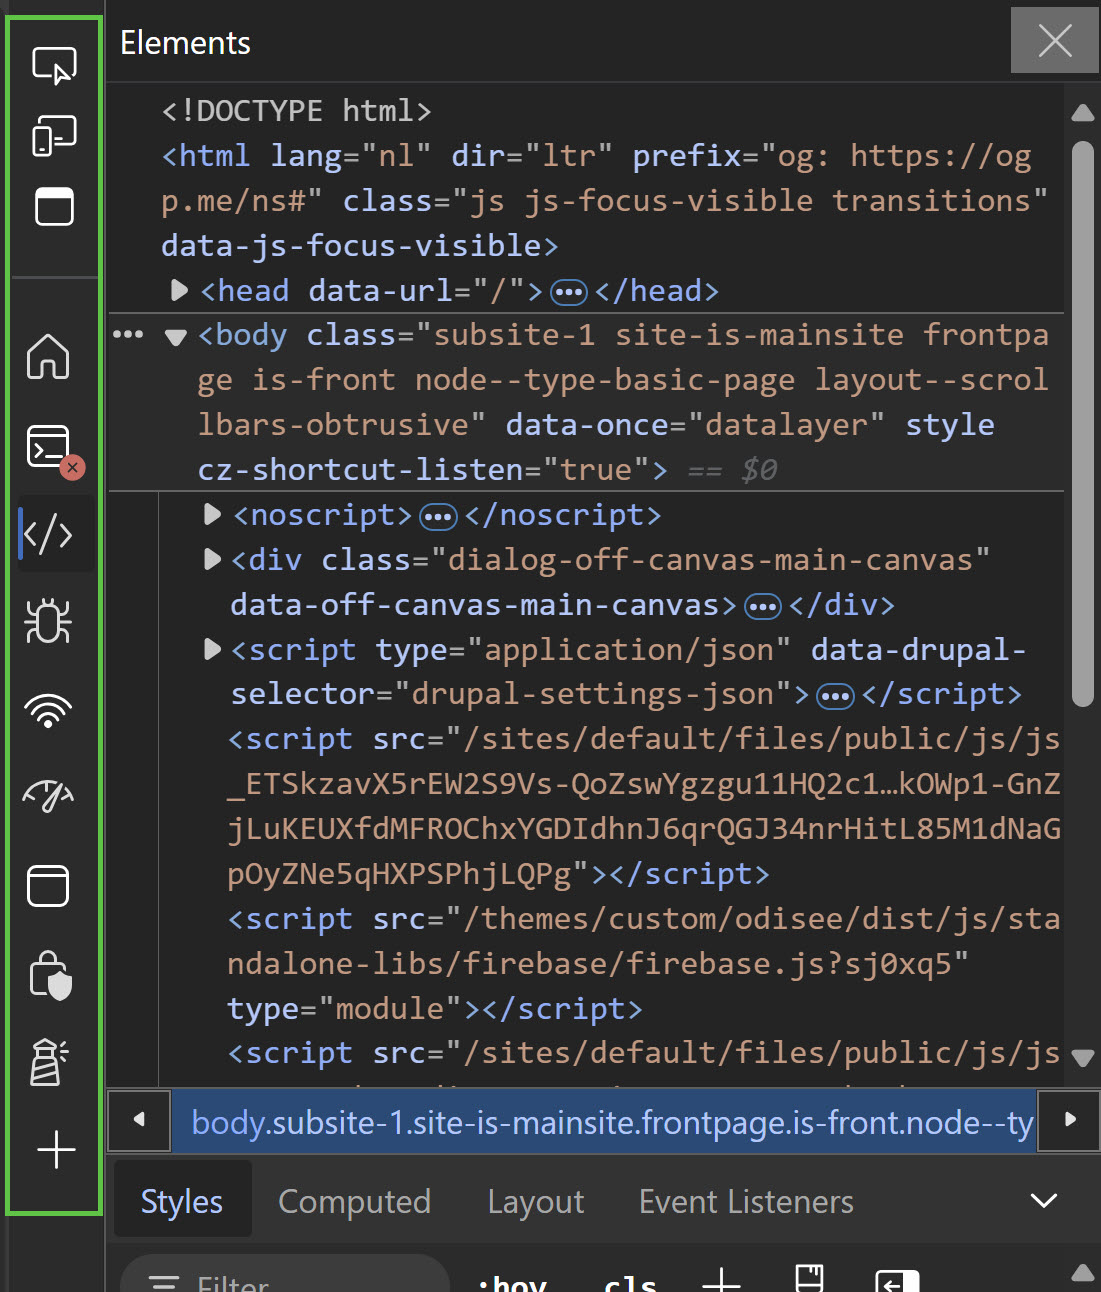 Elements
<!DOCTYPE html>
<html lang="nl" dir="ltr" prefix="og: https://og
p.me/ns#" class="js js-focus-visible transitions"
data-js-focus-visible>
<head data-url="/">…</head>
… <body class="subsite-1 site-is-mainsite frontpa
ge is-front node--type-basic-page layout--scrol
lbars-obtrusive" data-once="datalayer" style
cz-shortcut-listen="true"> == $0
<noscript>…</noscript>
<div class="dialog-off-canvas-main-canvas"
data-off-canvas-main-canvas>…</div>
<script type="application/json" data-drupal-
selector="drupal-settings-json">…</script>
<script src="/sites/default/files/public/js/js
_ETSkzavX5rEW2S9Vs-QoZswYgzgu11HQ2c1…kOWp1-GnZ
jLuKEUXfdMFROChxYGDIdhnJ6qrQGJ34nrHitL85M1dNaG
pOyZNe5qHXPSPhjLQPg"></script>
<script src="/themes/custom/odisee/dist/js/sta
ndalone-libs/firebase/firebase.js?sj0xq5"
type="module"></script>
<script src="/sites/default/files/public/js/js
body.subsite-1.site-is-mainsite.frontpage.is-front.node--ty
Styles Computed Layout Event Listeners
Filter :hov .cls